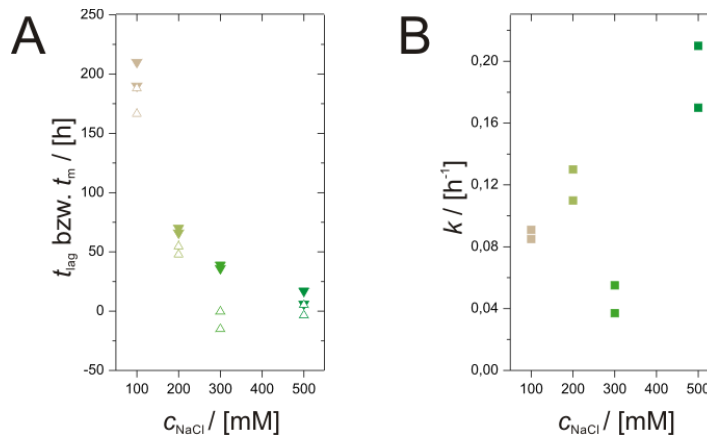 A
250
200
150
100
50
0
-50
t_lag bzw. t_m / [h]
100 200 300 400 500
c_NaCl / [mM]
B
0,20
0,16
0,12
0,08
0,04
0,00
k / [h⁻¹]
100 200 300 400 500
c_NaCl / [mM]